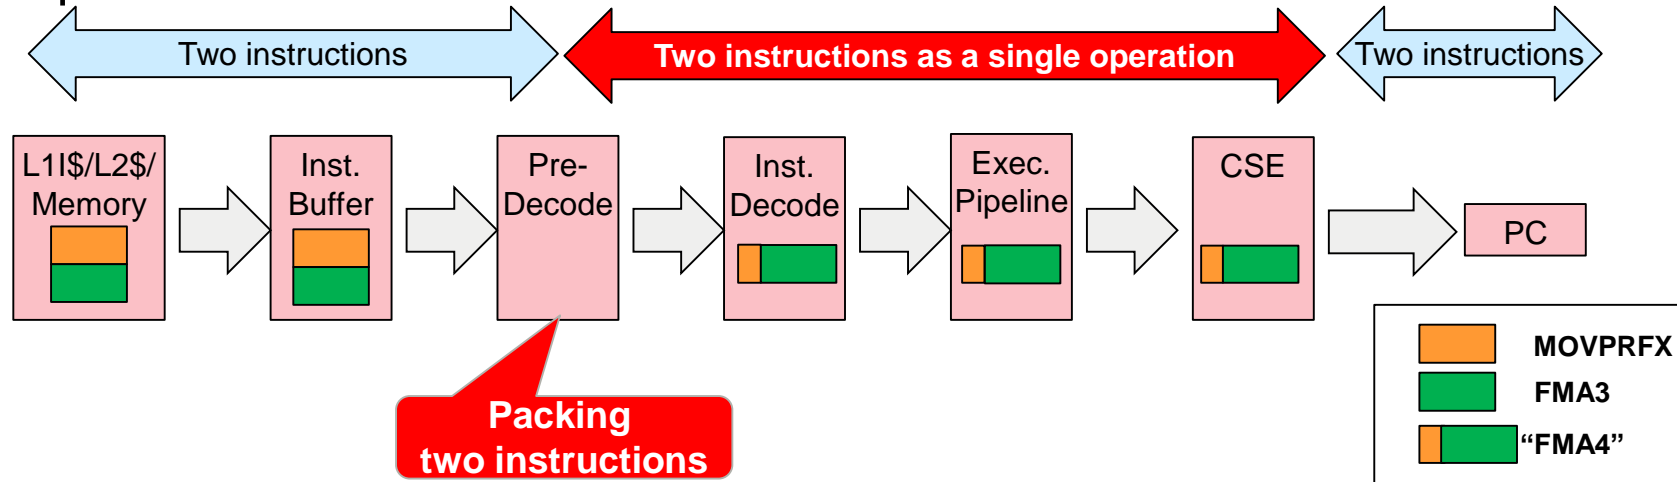 Two instructions
Two instructions as a single operation
Two instructions
L1I$/L2$/
Memory
Inst.
Buffer
Pre-
Decode
Inst.
Decode
Exec.
Pipeline
CSE
PC
Packing
two instructions
MOVPRFX
FMA3
“FMA4”